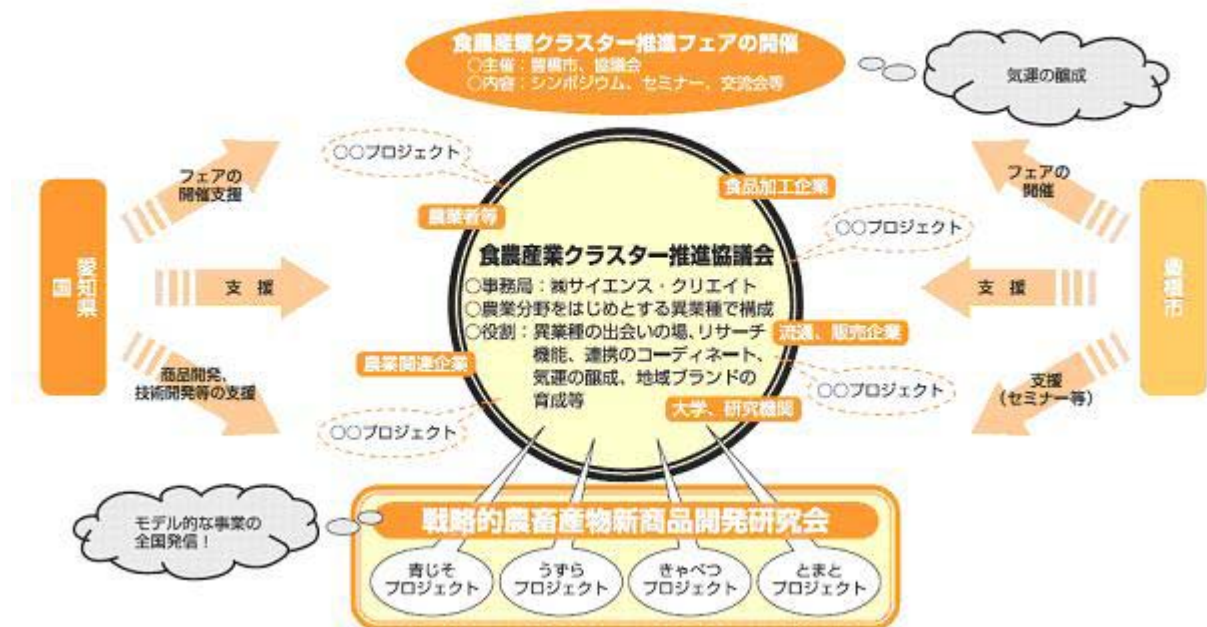 食農産業クラスター推進フェアの開催
○主催：豊橋市、協議会
○内容：シンポジウム、セミナー、交流会等
気運の醸成
○○プロジェクト
フェアの
開催支援
農業者等
食品加工企業
フェアの
開催
○○プロジェクト
国
愛知県
支援
食農産業クラスター推進協議会
○事務局：㈱サイエンス・クリエイト
○農業分野をはじめとする異業種で構成
○役割：異業種の出会いの場、リサーチ
機能、連携のコーディネート、
気運の醸成、地域ブランドの
育成等
支援
豊橋市
流通、販売企業
農業関連企業
商品開発、
技術開発等の支援
○○プロジェクト
○○プロジェクト
大学、研究機関
支援
（セミナー等）
モデル的な事業の
全国発信！
戦略的農畜産物新商品開発研究会
青じそ
プロジェクト
うずら
プロジェクト
きゃべつ
プロジェクト
とまと
プロジェクト